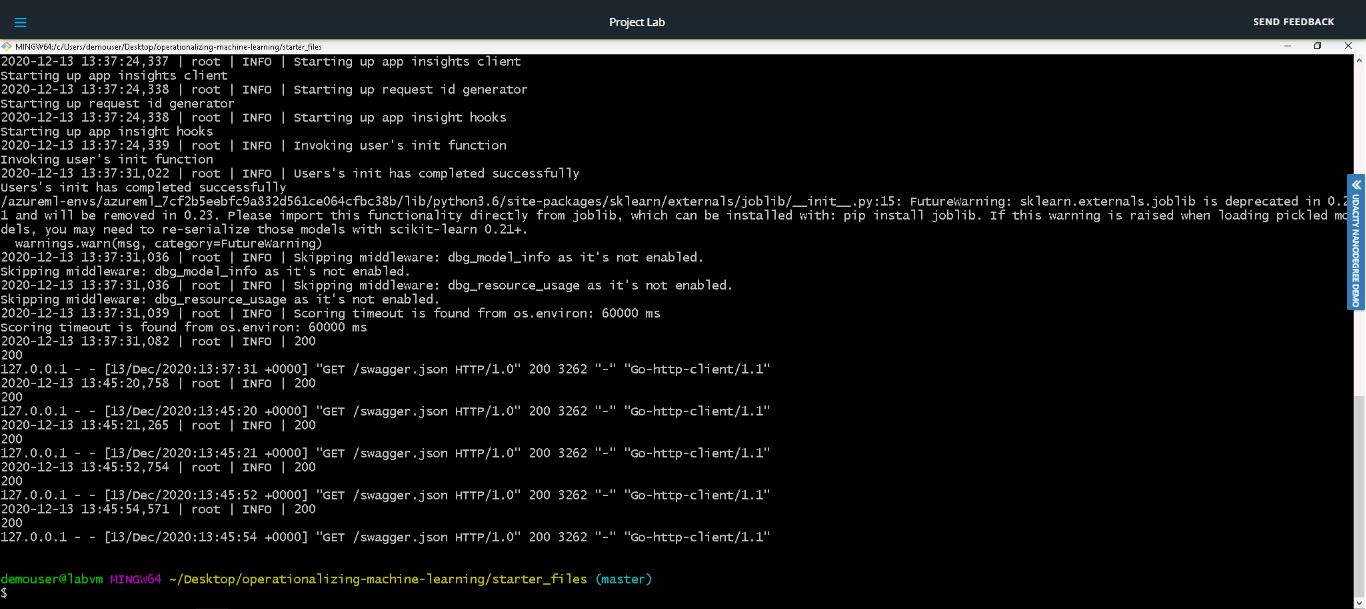 Project Lab
SEND FEEDBACK
MINGW64:/c/Users/demouser/Desktop/operationalizing-machine-learning/starter_files
2020-12-13 13:37:24,337 | root | INFO | Starting up app insights client
Starting up app insights client
2020-12-13 13:37:24,338 | root | INFO | Starting up request id generator
Starting up request id generator
2020-12-13 13:37:24,338 | root | INFO | Starting up app insight hooks
Starting up app insight hooks
2020-12-13 13:37:24,339 | root | INFO | Invoking user's init function
Invoking user's init function
2020-12-13 13:37:31,022 | root | INFO | Users's init has completed successfully
Users's init has completed successfully
/azureml-envs/azureml_7cf2b5eebfc9a832d561ce064cfbc38b/lib/python3.6/site-packages/sklearn/externals/joblib/__init__.py:15: FutureWarning: sklearn.externals.joblib is deprecated in 0.2
1 and will be removed in 0.23. Please import this functionality directly from joblib, which can be installed with: pip install joblib. If this warning is raised when loading pickled mo
dels, you may need to re-serialize those models with scikit-learn 0.21+.
warnings.warn(msg, category=FutureWarning)
2020-12-13 13:37:31,036 | root | INFO | Skipping middleware: dbg_model_info as it's not enabled.
Skipping middleware: dbg_model_info as it's not enabled.
2020-12-13 13:37:31,036 | root | INFO | Skipping middleware: dbg_resource_usage as it's not enabled.
Skipping middleware: dbg_resource_usage as it's not enabled.
2020-12-13 13:37:31,039 | root | INFO | Scoring timeout is found from os.environ: 60000 ms
Scoring timeout is found from os.environ: 60000 ms
2020-12-13 13:37:31,082 | root | INFO | 200
200
127.0.0.1 - - [13/Dec/2020:13:37:31 +0000] "GET /swagger.json HTTP/1.0" 200 3262 "-" "Go-http-client/1.1"
2020-12-13 13:45:20,758 | root | INFO | 200
200
127.0.0.1 - - [13/Dec/2020:13:45:20 +0000] "GET /swagger.json HTTP/1.0" 200 3262 "-" "Go-http-client/1.1"
2020-12-13 13:45:21,265 | root | INFO | 200
200
127.0.0.1 - - [13/Dec/2020:13:45:21 +0000] "GET /swagger.json HTTP/1.0" 200 3262 "-" "Go-http-client/1.1"
2020-12-13 13:45:52,754 | root | INFO | 200
200
127.0.0.1 - - [13/Dec/2020:13:45:52 +0000] "GET /swagger.json HTTP/1.0" 200 3262 "-" "Go-http-client/1.1"
2020-12-13 13:45:54,571 | root | INFO | 200
200
127.0.0.1 - - [13/Dec/2020:13:45:54 +0000] "GET /swagger.json HTTP/1.0" 200 3262 "-" "Go-http-client/1.1"
demouser@labvm MINGW64 ~/Desktop/operationalizing-machine-learning/starter_files (master)
$
UDACITY NANODEGREE DEMO